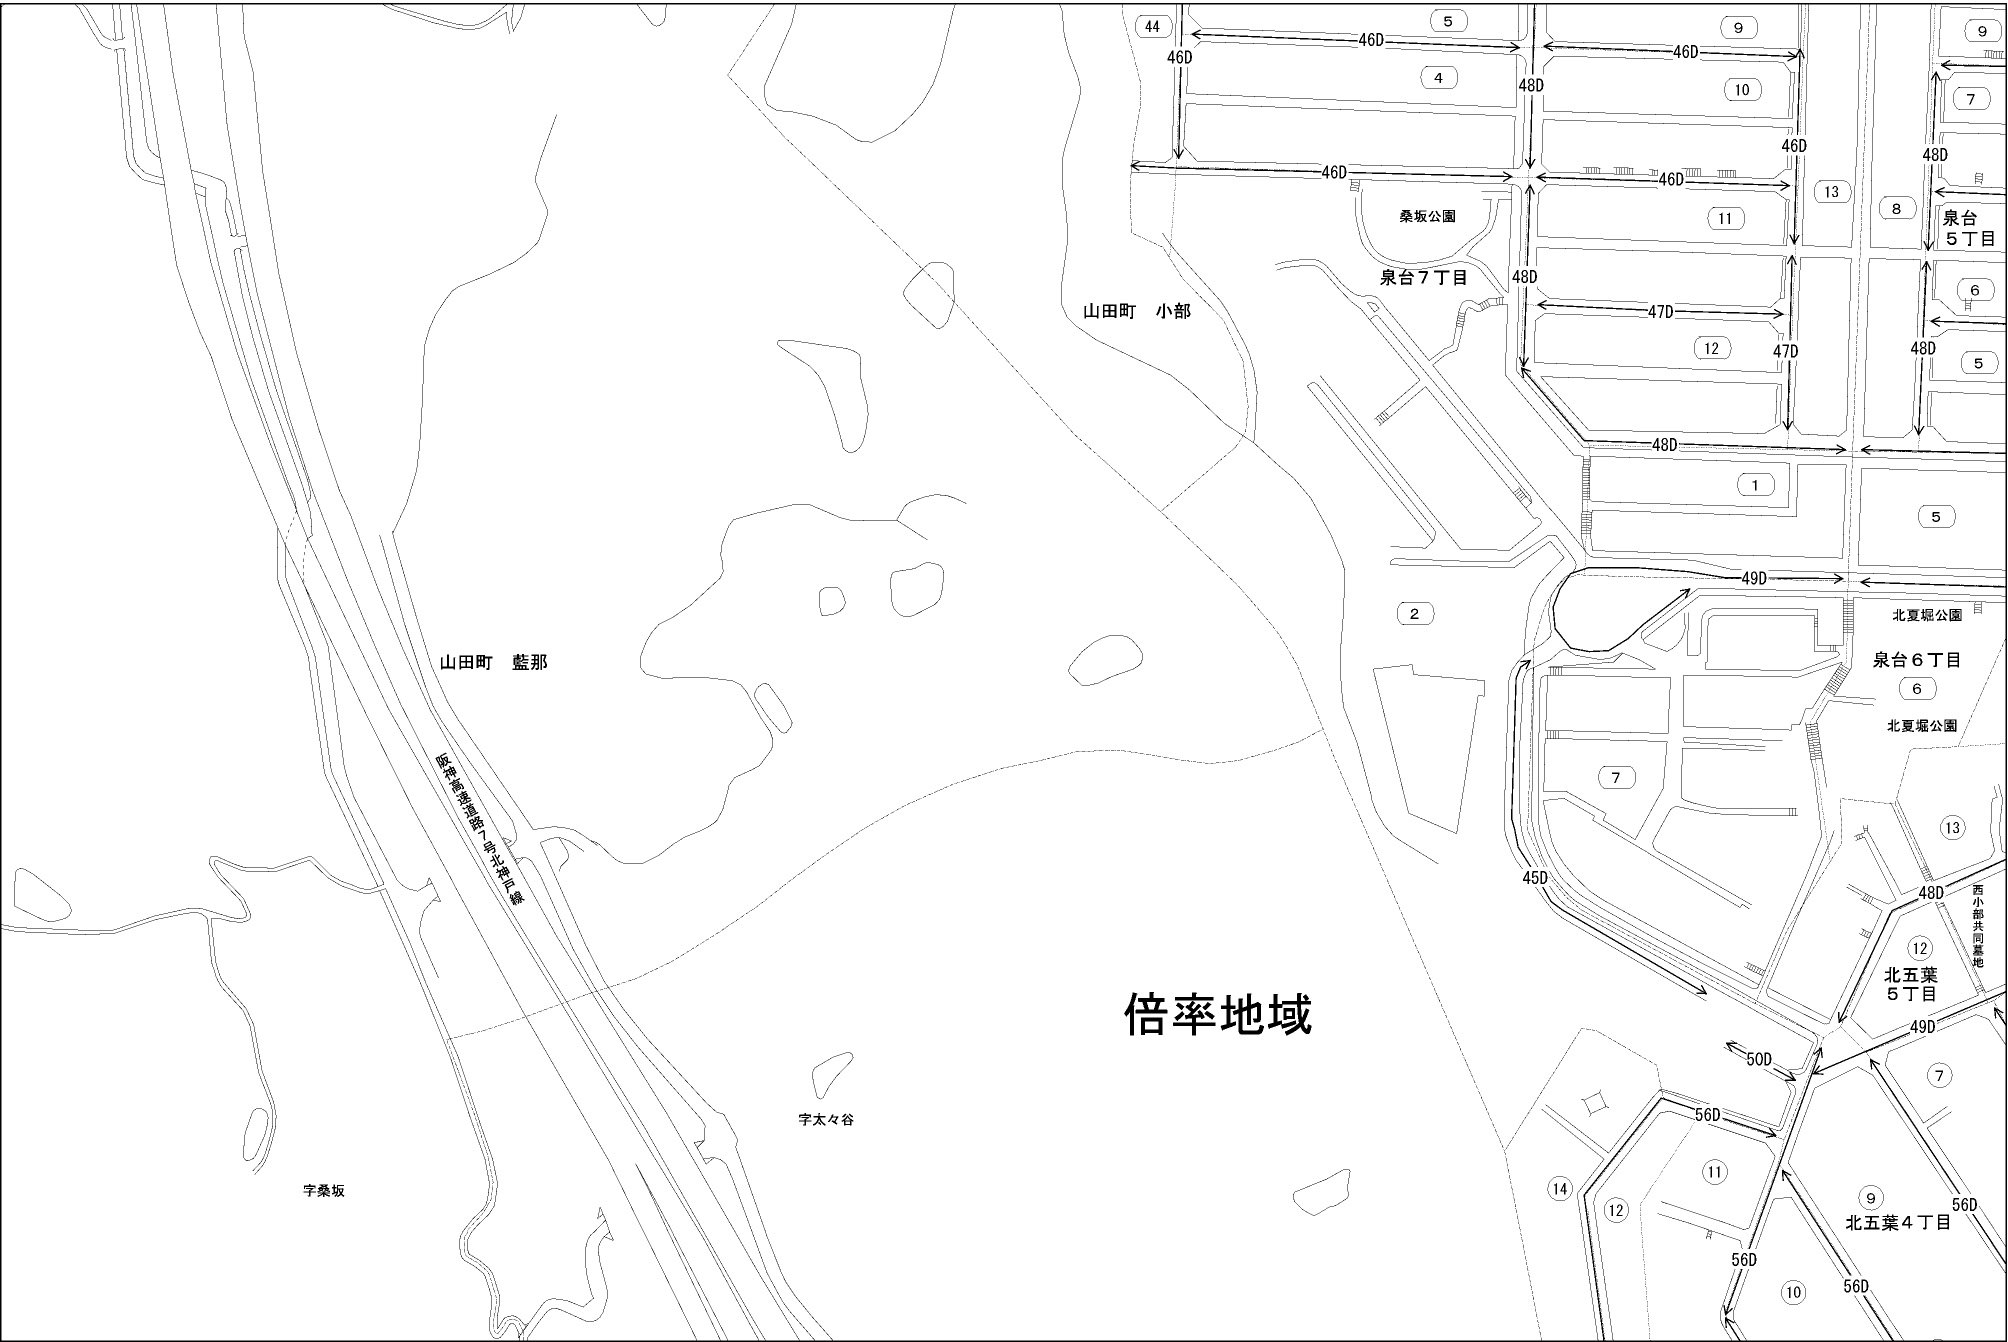 44
5
9
9
46D
46D
46D
4
48D
10
7
46D
48D
46D
46D
13
8
桑坂公園
11
泉台
５丁目
泉台７丁目
48D
6
山田町　小部
47D
12
47D
48D
5
48D
1
5
49D
2
北夏堀公園
泉台６丁目
6
北夏堀公園
山田町　藍那
阪神高速道路７号北神戸線
7
13
45D
48D
西小部共同墓地
12
北五葉
５丁目
倍率地域
49D
50D
7
字太々谷
56D
字桑坂
14
12
11
9
56D
北五葉４丁目
56D
56D
10